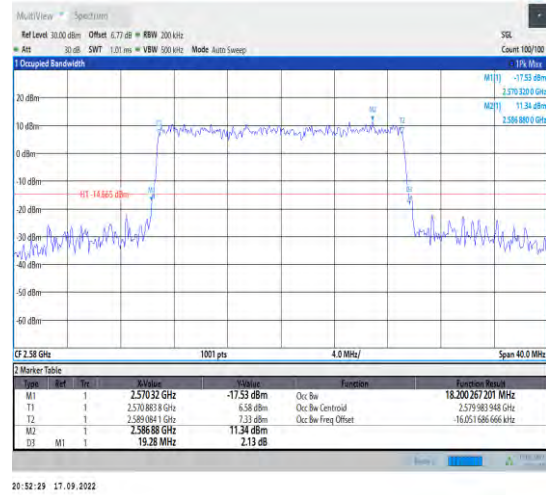 MultiView Spectrum
Ref Level 30.00 dBm Offset 6.77 dB RBW 200 kHz SGL
Att 30 dB SWT 1.01 ms VBW 500 kHz Mode Auto Sweep Count 100/100
1 Occupied Bandwidth 1Pk Max
M1[1] -17.53 dBm
2.570 320 0 GHz
M2[1] 11.34 dBm
2.586 880 0 GHz
20 dBm
10 dBm
M2
T1
T2
0 dBm
-10 dBm
H1 -14.665 dBm
M1
D3
-20 dBm
-30 dBm
-40 dBm
-50 dBm
-60 dBm
CF 2.58 GHz 1001 pts 4.0 MHz/ Span 40.0 MHz
2 Marker Table
Type Ref Trc X-Value Y-Value Function Function Result
M1 1 2.57032 GHz -17.53 dBm Occ Bw 18.200 267 201 MHz
T1 1 2.570 883 8 GHz 6.58 dBm Occ Bw Centroid 2.579 983 948 GHz
T2 1 2.589 084 1 GHz 7.33 dBm Occ Bw Freq Offset -16.051 686 666 kHz
M2 1 2.586 88 GHz 11.34 dBm
D3 M1 1 19.28 MHz 2.13 dB
20:52:29 17.09.2022